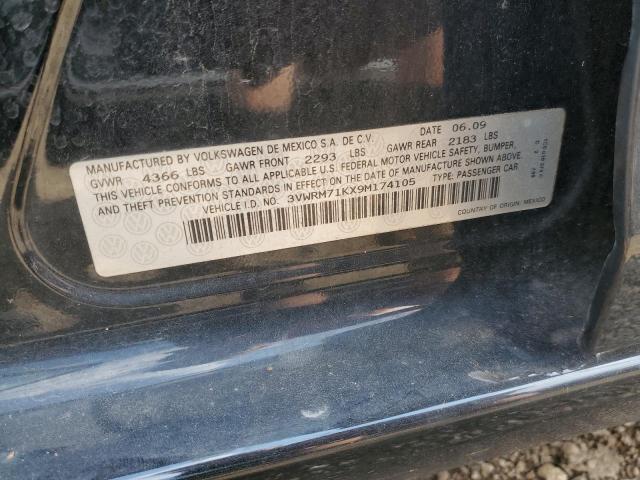 MANUFACTURED BY VOLKSWAGEN DE MEXICO S.A. DE C.V. DATE 06.09
GVWR 4366 LBS GAWR FRONT 2293 LBS GAWR REAR 2183 LBS
THIS VEHICLE CONFORMS TO ALL APPLICABLE U.S. FEDERAL MOTOR VEHICLE SAFETY, BUMPER,
AND THEFT PREVENTION STANDARDS IN EFFECT ON THE DATE OF MANUFACTURE SHOWN ABOVE.
VEHICLE I.D. NO. 3VWRM71KX9M174105 TYPE: PASSENGER CAR
COUNTRY OF ORIGIN: MEXICO